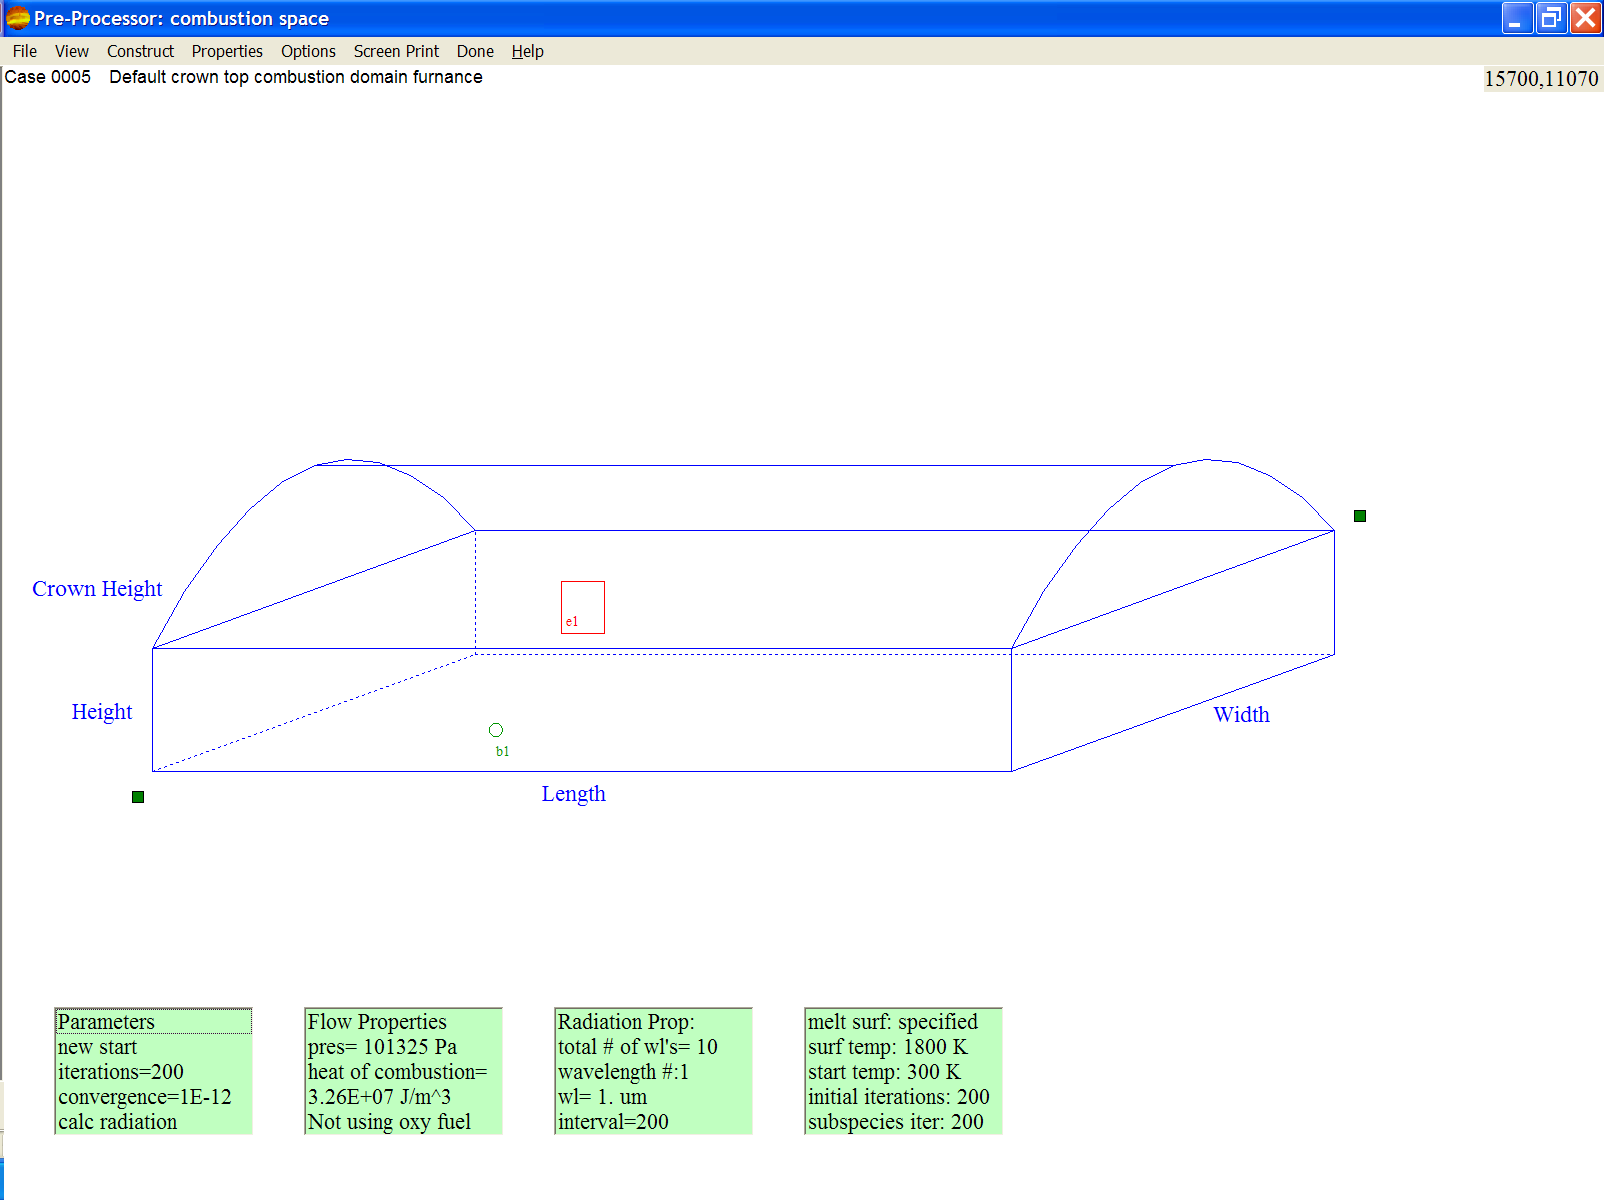 Pre-Processor: combustion space
File View Construct Properties Options Screen Print Done Help
Case 0005 Default crown top combustion domain furnance
15700,11070
Crown Height
e1
Height
Width
b1
Length
Parameters
new start
iterations=200
convergence=1E-12
calc radiation
Flow Properties
pres= 101325 Pa
heat of combustion=
3.26E+07 J/m^3
Not using oxy fuel
Radiation Prop:
total # of wl's= 10
wavelength #:1
wl= 1. um
interval=200
melt surf: specified
surf temp: 1800 K
start temp: 300 K
initial iterations: 200
subspecies iter: 200